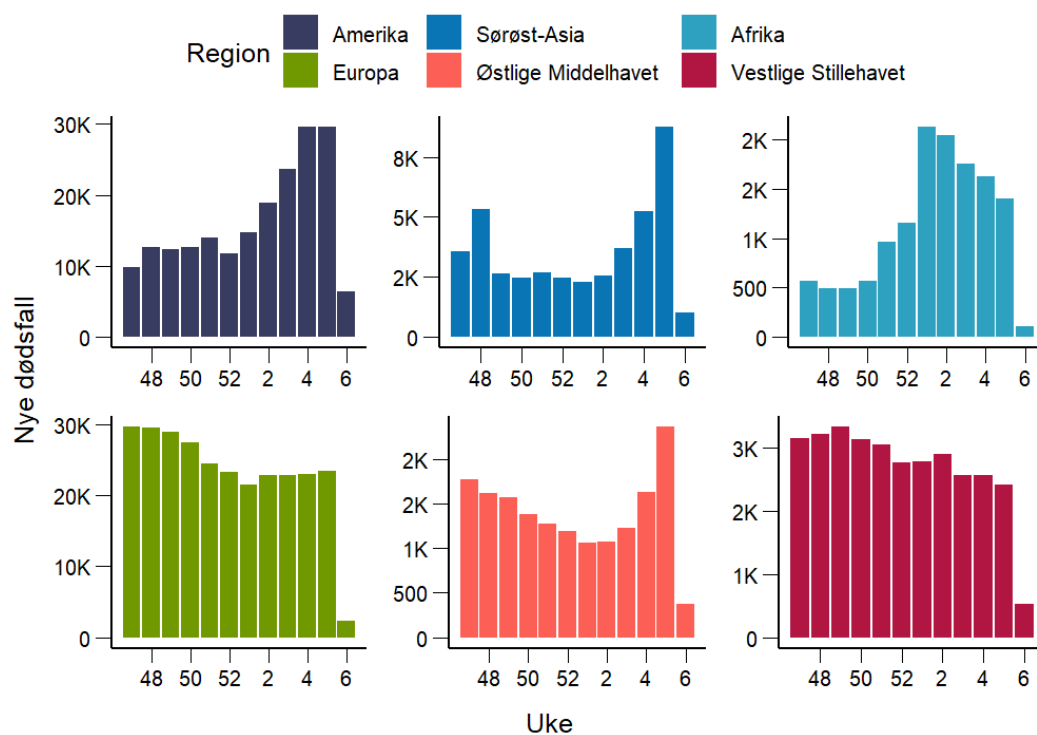 Region
Amerika
Sørøst-Asia
Afrika
Europa
Østlige Middelhavet
Vestlige Stillehavet
Nye dødsfall
30K
20K
10K
0
48 50 52 2 4 6
8K
5K
2K
0
48 50 52 2 4 6
2K
2K
1K
500
0
48 50 52 2 4 6
30K
20K
10K
0
48 50 52 2 4 6
2K
2K
1K
500
0
48 50 52 2 4 6
3K
2K
1K
0
48 50 52 2 4 6
Uke